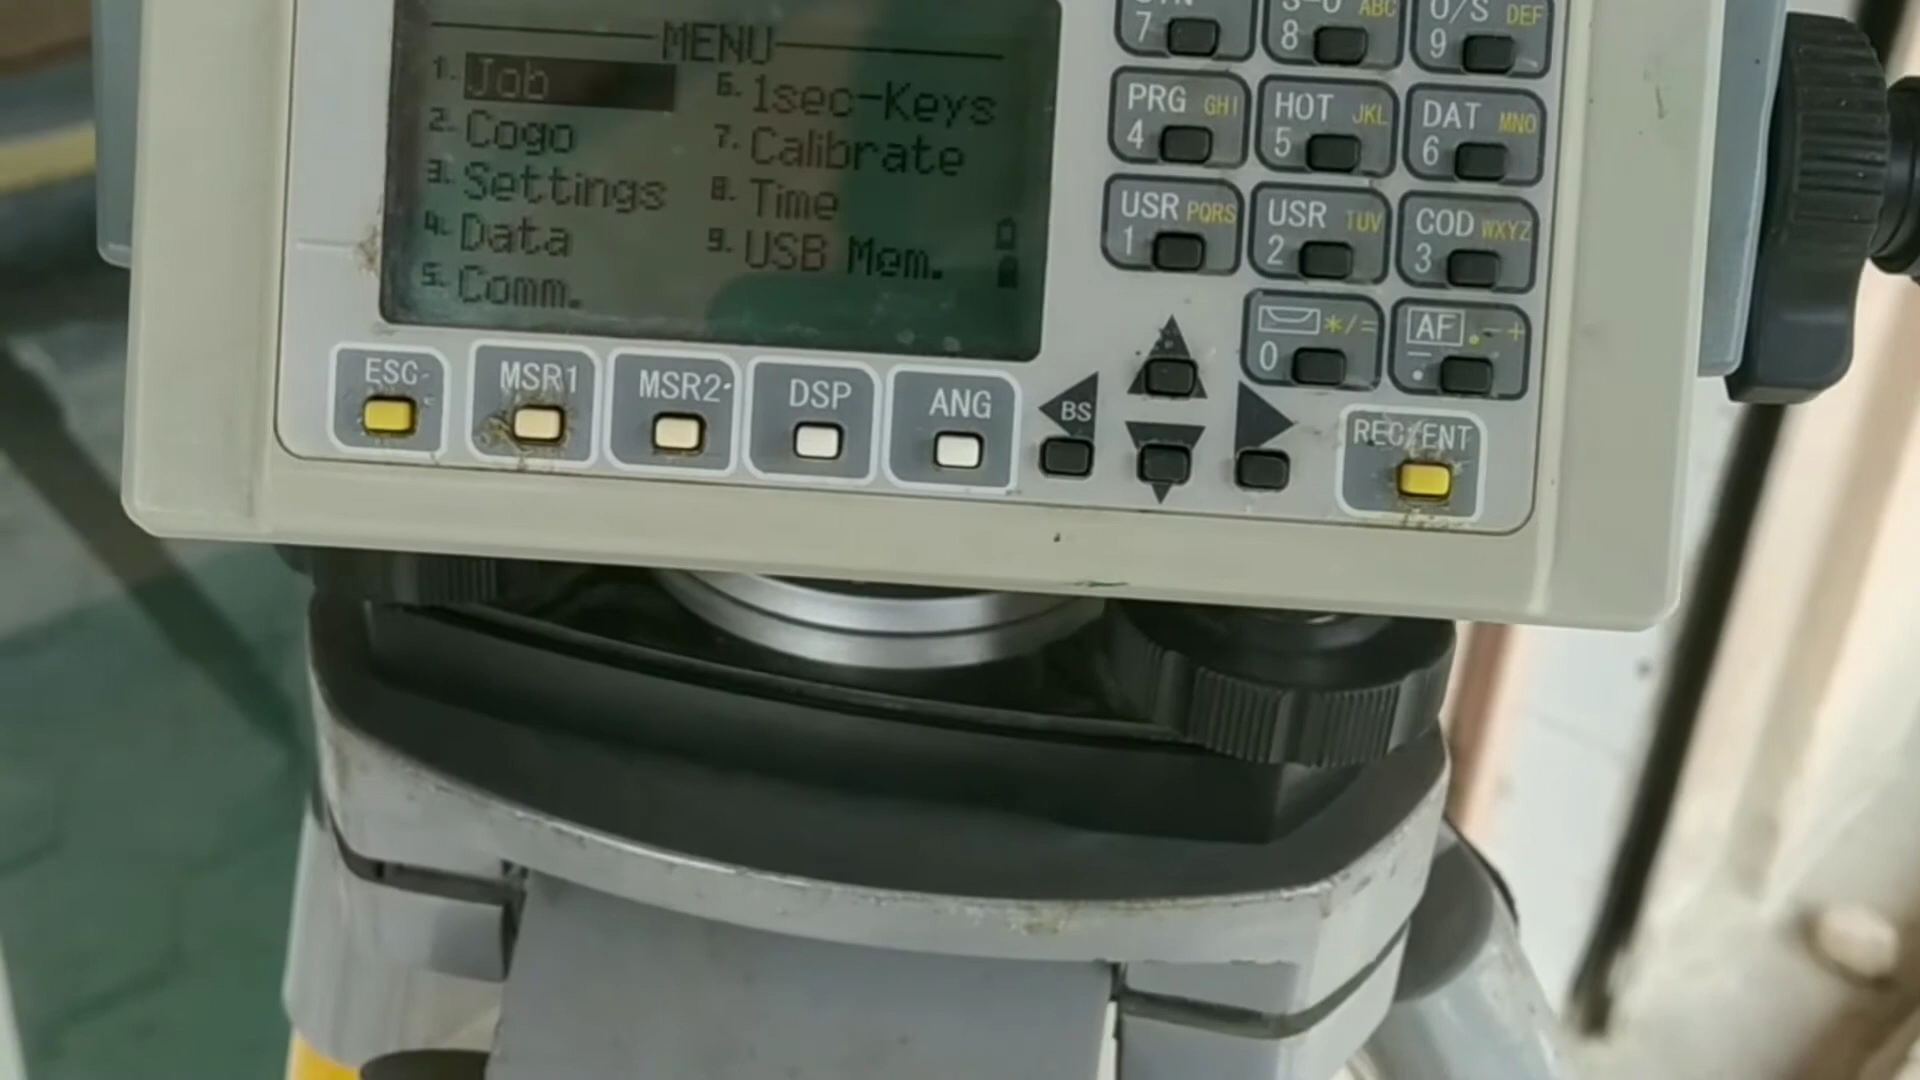 MENU
1. Job
2. Cogo
3. Settings
4. Data
5. Comm.
6. 1sec-Keys
7. Calibrate
8. Time
9. USB Mem.
7
8 S-O ABC
9 O/S DEF
PRG GHI 4
HOT JKL 5
DAT MNO 6
USR PQRS 1
USR TUV 2
COD WXYZ 3
*/= 0
AF .-+
ESC
MSR1
MSR2
DSP
ANG
BS
REC/ENT